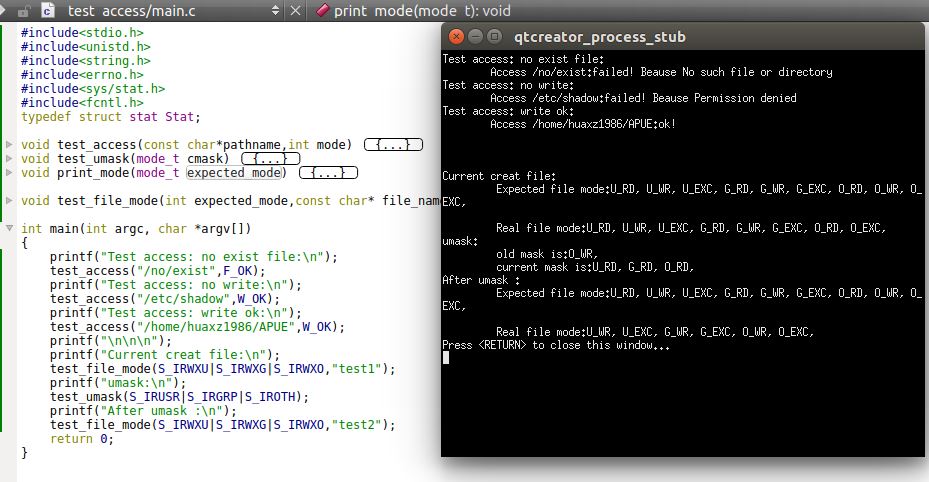 test_access/main.c
print_mode(mode_t): void
#include<stdio.h>
#include<unistd.h>
#include<string.h>
#include<errno.h>
#include<sys/stat.h>
#include<fcntl.h>
typedef struct stat Stat;
void test_access(const char*pathname,int mode) {...}
void test_umask(mode_t cmask) {...}
void print_mode(mode_t expected_mode) {...}
void test_file_mode(int expected_mode,const char* file_nam
int main(int argc, char *argv[])
{
printf("Test access: no exist file:\n");
test_access("/no/exist",F_OK);
printf("Test access: no write:\n");
test_access("/etc/shadow",W_OK);
printf("Test access: write ok:\n");
test_access("/home/huaxz1986/APUE",W_OK);
printf("\n\n\n");
printf("Current creat file:\n");
test_file_mode(S_IRWXU|S_IRWXG|S_IRWXO,"test1");
printf("umask:\n");
test_umask(S_IRUSR|S_IRGRP|S_IROTH);
printf("After umask :\n");
test_file_mode(S_IRWXU|S_IRWXG|S_IRWXO,"test2");
return 0;
}
qtcreator_process_stub
Test access: no exist file:
Access /no/exist:failed! Beause No such file or directory
Test access: no write:
Access /etc/shadow:failed! Beause Permission denied
Test access: write ok:
Access /home/huaxz1986/APUE:ok!
Current creat file:
Expected file mode:U_RD, U_WR, U_EXC, G_RD, G_WR, G_EXC, O_RD, O_WR, O_
EXC,
Real file mode:U_RD, U_WR, U_EXC, G_RD, G_WR, G_EXC, O_RD, O_EXC,
umask:
old mask is:O_WR,
current mask is:U_RD, G_RD, O_RD,
After umask :
Expected file mode:U_RD, U_WR, U_EXC, G_RD, G_WR, G_EXC, O_RD, O_WR, O_
EXC,
Real file mode:U_WR, U_EXC, G_WR, G_EXC, O_WR, O_EXC,
Press <RETURN> to close this window...